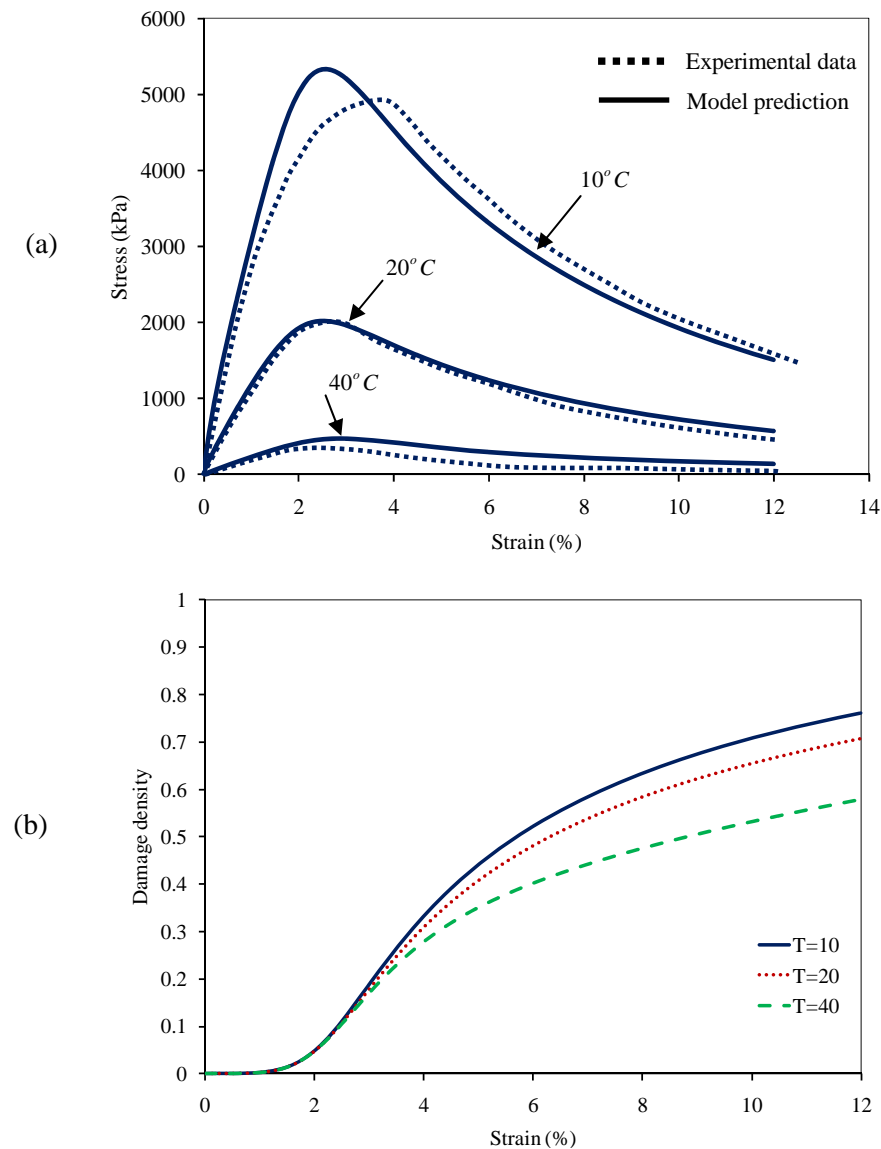 (a)
Stress (kPa)
6000
5000
4000
3000
2000
1000
0
Experimental data
Model prediction
10°C
20°C
40°C
0 2 4 6 8 10 12 14
Strain (%)
(b)
Damage density
1
0.9
0.8
0.7
0.6
0.5
0.4
0.3
0.2
0.1
0
T=10
T=20
T=40
0 2 4 6 8 10 12
Strain (%)